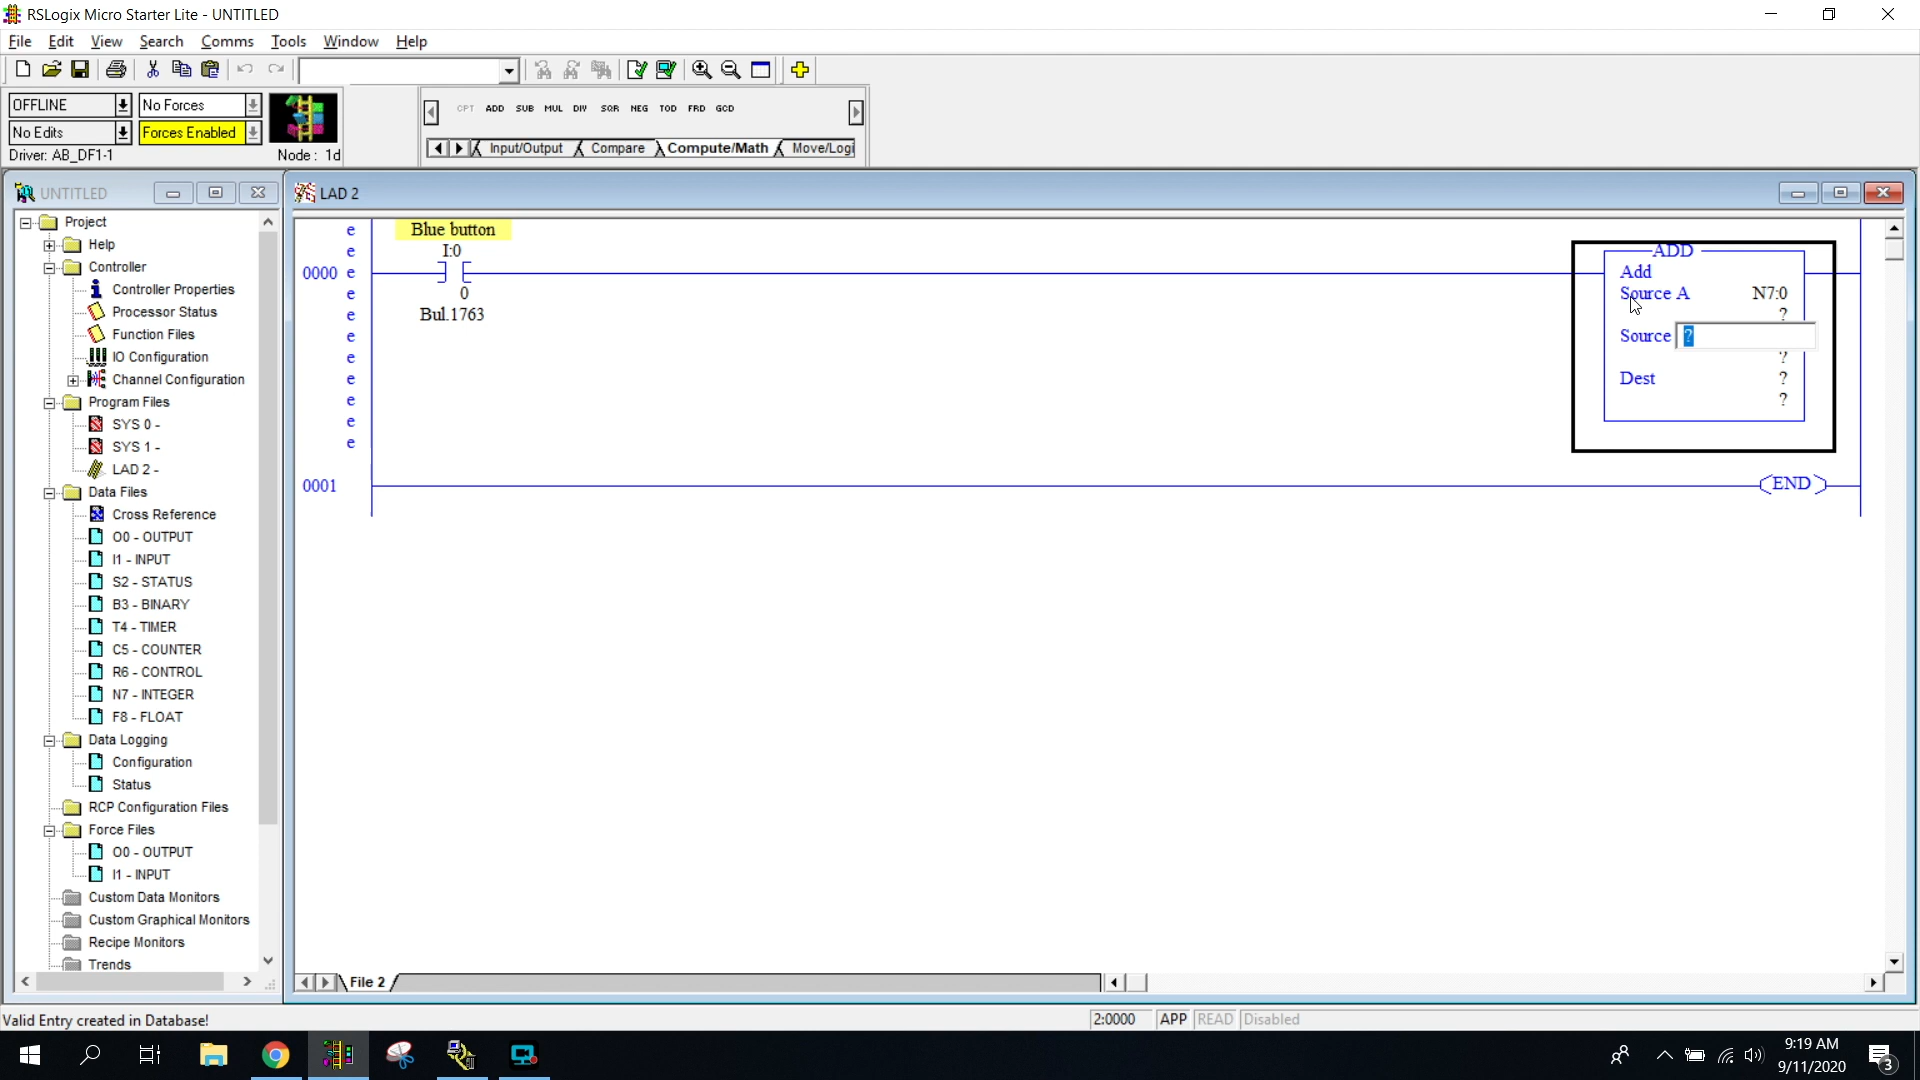 RSLogix Micro Starter Lite - UNTITLED
File Edit View Search Comms Tools Window Help
OFFLINE No Forces
No Edits Forces Enabled
Driver: AB_DF1-1 Node : 1d
CPT ADD SUB MUL DIV SQR NEG TOD FRD GCD
Input/Output Compare Compute/Math Move/Logi
UNTITLED
Project
Help
Controller
Controller Properties
Processor Status
Function Files
IO Configuration
Channel Configuration
Program Files
SYS 0 -
SYS 1 -
LAD 2 -
Data Files
Cross Reference
O0 - OUTPUT
I1 - INPUT
S2 - STATUS
B3 - BINARY
T4 - TIMER
C5 - COUNTER
R6 - CONTROL
N7 - INTEGER
F8 - FLOAT
Data Logging
Configuration
Status
RCP Configuration Files
Force Files
O0 - OUTPUT
I1 - INPUT
Custom Data Monitors
Custom Graphical Monitors
Recipe Monitors
Trends
LAD 2
e Blue button
e I:0 ADD
0000 e Add
e 0 Source A N7:0
e Bul.1763 ?
e Source ?
e ?
e Dest ?
e ?
e
e
0001 END
File 2
Valid Entry created in Database! 2:0000 APP READ Disabled
9:19 AM
9/11/2020
3